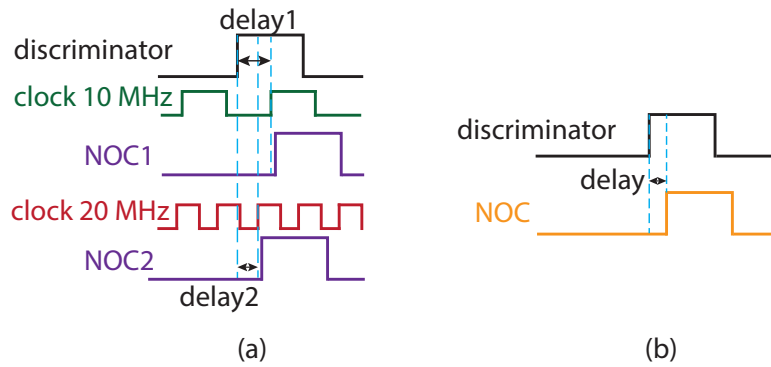 delay1
discriminator
clock 10 MHz
NOC1
clock 20 MHz
NOC2
delay2
(a)
discriminator
delay
NOC
(b)